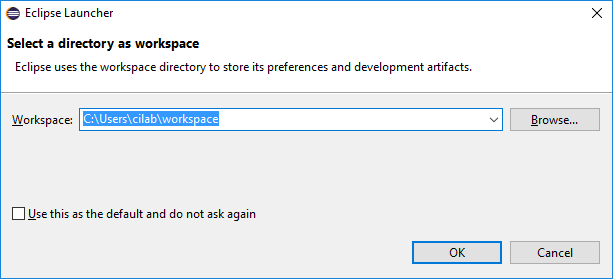 Eclipse Launcher
Select a directory as workspace
Eclipse uses the workspace directory to store its preferences and development artifacts.
Workspace: C:\Users\cilab\workspace Browse...
Use this as the default and do not ask again
OK Cancel